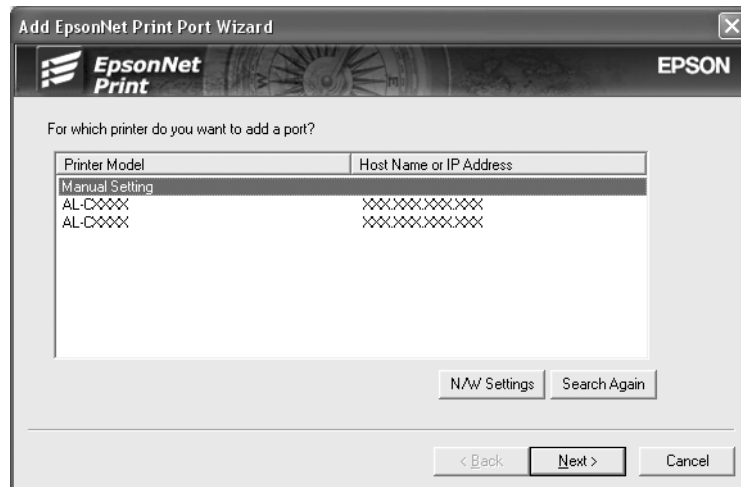 Add EpsonNet Print Port Wizard
EpsonNet
Print
EPSON
For which printer do you want to add a port?
Printer Model Host Name or IP Address
Manual Setting
AL-CXXXX XXX.XXX.XXX.XXX
AL-CXXXX XXX.XXX.XXX.XXX
N/W Settings Search Again
< Back Next > Cancel